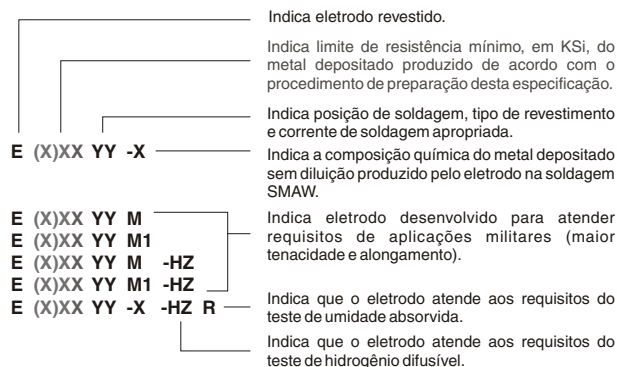 Indica eletrodo revestido.
Indica limite de resistência mínimo, em KSi, do
metal depositado produzido de acordo com o
procedimento de preparação desta especificação.
Indica posição de soldagem, tipo de revestimento
e corrente de soldagem apropriada.
E (X)XX YY -X
Indica a composição química do metal depositado
sem diluição produzido pelo eletrodo na soldagem
SMAW.
E (X)XX YY M
E (X)XX YY M1
E (X)XX YY M -HZ
E (X)XX YY M1 -HZ
E (X)XX YY -X -HZ R
Indica eletrodo desenvolvido para atender
requisitos de aplicações militares (maior
tenacidade e alongamento).
Indica que o eletrodo atende aos requisitos do
teste de umidade absorvida.
Indica que o eletrodo atende aos requisitos do
teste de hidrogênio difusível.